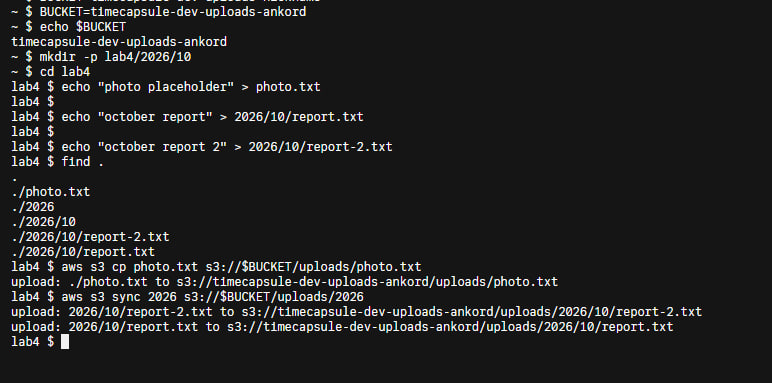 ~ $ BUCKET=timecapsule-dev-uploads-ankord
~ $ echo $BUCKET
timecapsule-dev-uploads-ankord
~ $ mkdir -p lab4/2026/10
~ $ cd lab4
lab4 $ echo "photo placeholder" > photo.txt
lab4 $
lab4 $ echo "october report" > 2026/10/report.txt
lab4 $
lab4 $ echo "october report 2" > 2026/10/report-2.txt
lab4 $ find .
.
./photo.txt
./2026
./2026/10
./2026/10/report-2.txt
./2026/10/report.txt
lab4 $ aws s3 cp photo.txt s3://$BUCKET/uploads/photo.txt
upload: ./photo.txt to s3://timecapsule-dev-uploads-ankord/uploads/photo.txt
lab4 $ aws s3 sync 2026 s3://$BUCKET/uploads/2026
upload: 2026/10/report-2.txt to s3://timecapsule-dev-uploads-ankord/uploads/2026/10/report-2.txt
upload: 2026/10/report.txt to s3://timecapsule-dev-uploads-ankord/uploads/2026/10/report.txt
lab4 $